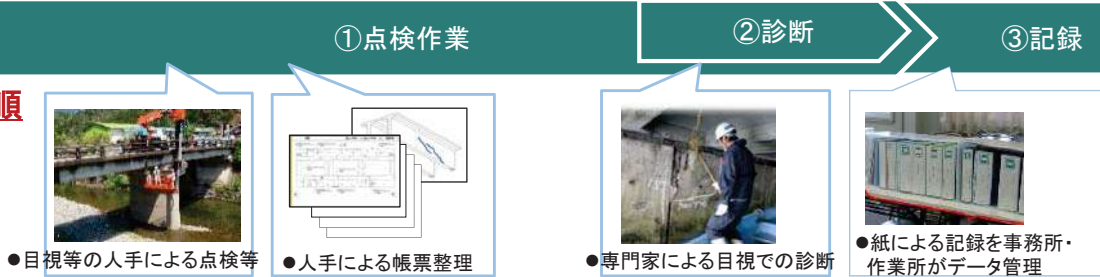 ①点検作業
②診断
③記録
順
●目視等の人手による点検等
●人手による帳票整理
●専門家による目視での診断
●紙による記録を事務所・
作業所がデータ管理